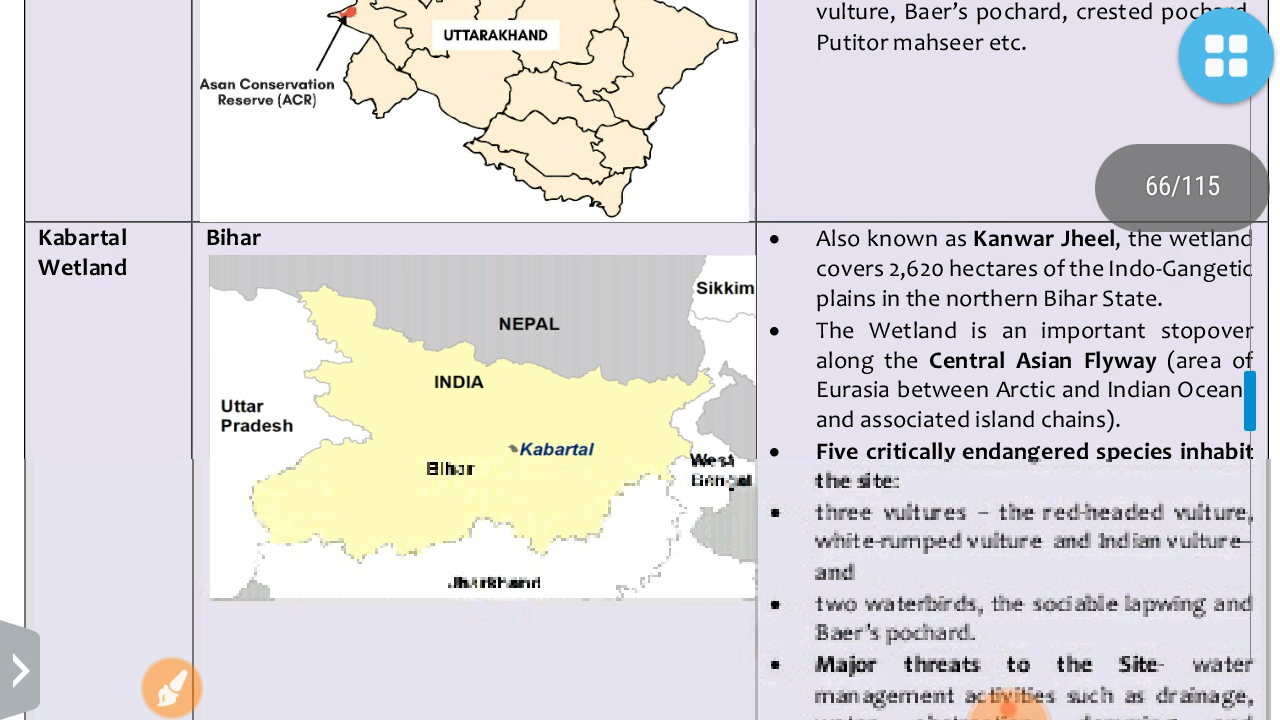 vulture, Baer's pochard, crested pochard,
Putitor mahseer etc.
UTTARAKHAND
Asan Conservation
Reserve (ACR)
66/115
Kabartal
Wetland
Bihar
Sikkim
NEPAL
INDIA
Uttar
Pradesh
Kabartal
Bihar
West
Bengal
Jharkhand
• Also known as Kanwar Jheel, the wetland
covers 2,620 hectares of the Indo-Gangetic
plains in the northern Bihar State.
• The Wetland is an important stopover
along the Central Asian Flyway (area of
Eurasia between Arctic and Indian Ocean
and associated island chains).
• Five critically endangered species inhabit
the site:
• three vultures – the red-headed vulture,
white-rumped vulture and Indian vulture–
and
• two waterbirds, the sociable lapwing and
Baer's pochard.
• Major threats to the Site- water
management activities such as drainage,